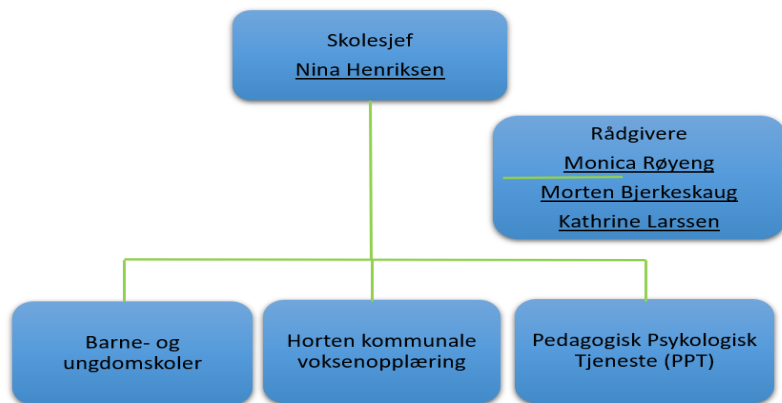 Skolesjef
Nina Henriksen
Rådgivere
Monica Røyeng
Morten Bjerkeskaug
Kathrine Larssen
Barne- og
ungdomskoler
Horten kommunale
voksenopplæring
Pedagogisk Psykologisk
Tjeneste (PPT)